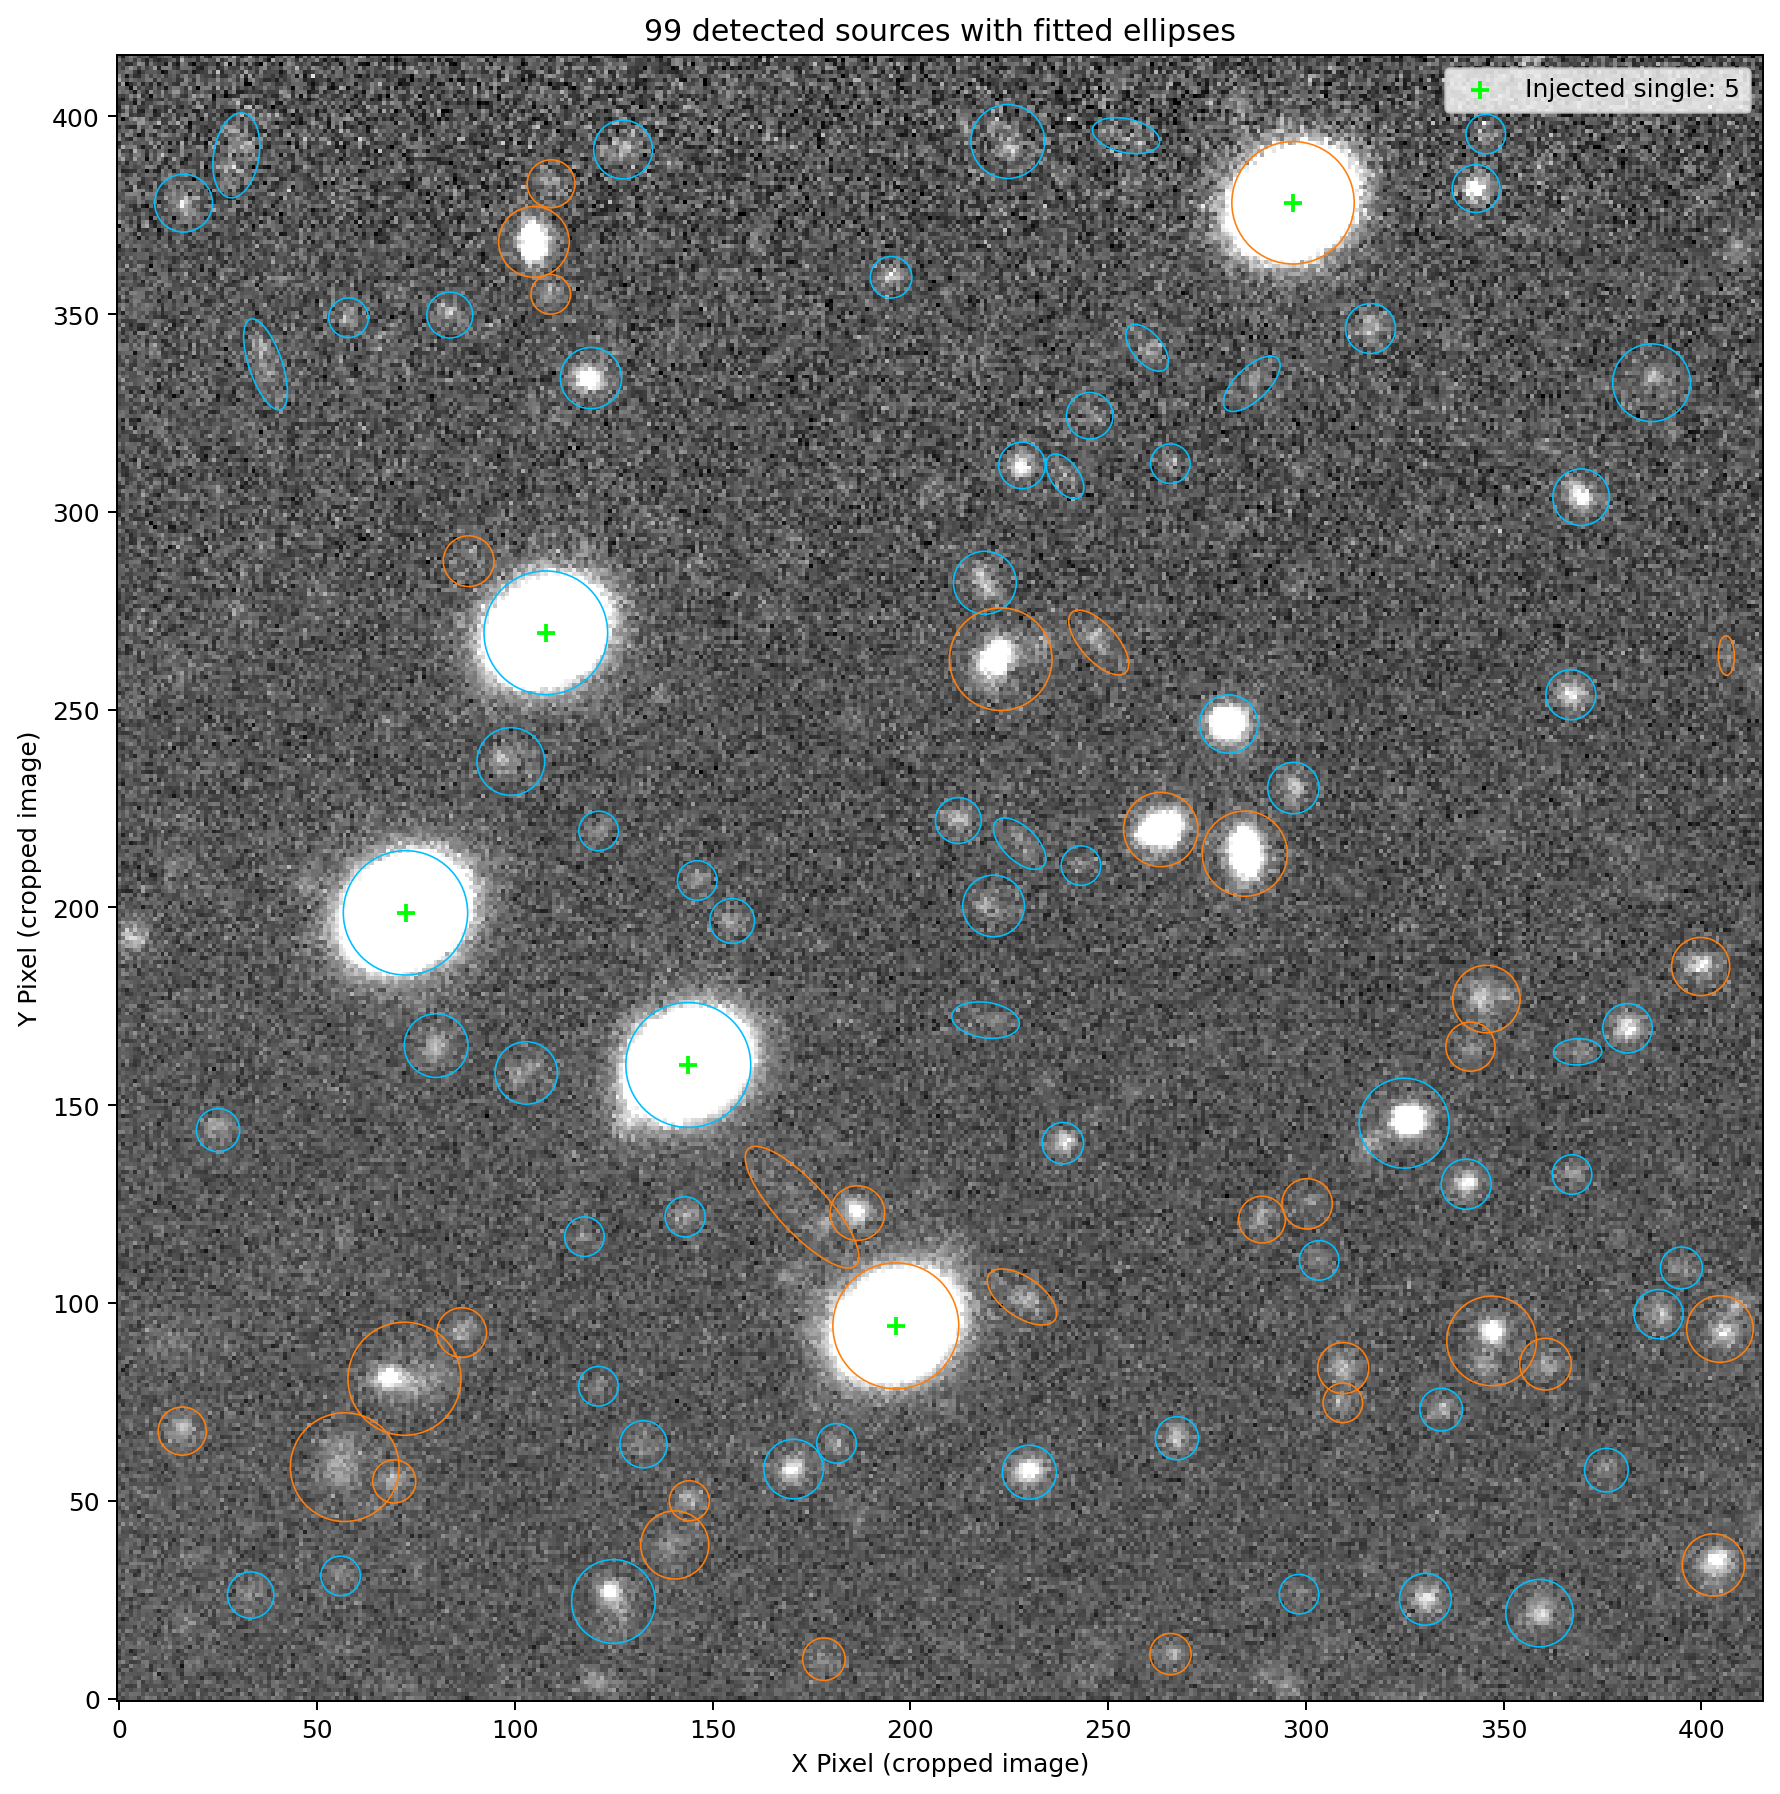 99 detected sources with fitted ellipses
Injected single: 5
Y Pixel (cropped image)
400
350
300
250
200
150
100
50
0
0 50 100 150 200 250 300 350 400
X Pixel (cropped image)